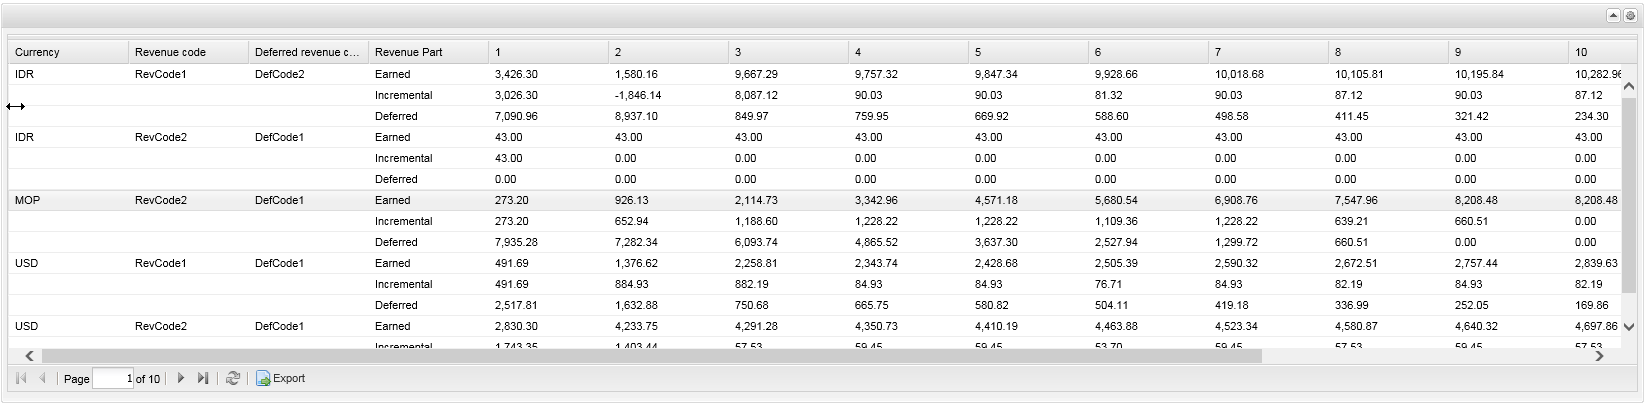 Currency Revenue code Deferred revenue c... Revenue Part 1 2 3 4 5 6 7 8 9 10
IDR RevCode1 DefCode2 Earned 3,426.30 1,580.16 9,667.29 9,757.32 9,847.34 9,928.66 10,018.68 10,105.81 10,195.84 10,282.96
Incremental 3,026.30 -1,846.14 8,087.12 90.03 90.03 81.32 90.03 87.12 90.03 87.12
Deferred 7,090.96 8,937.10 849.97 759.95 669.92 588.60 498.58 411.45 321.42 234.30
IDR RevCode2 DefCode1 Earned 43.00 43.00 43.00 43.00 43.00 43.00 43.00 43.00 43.00 43.00
Incremental 43.00 0.00 0.00 0.00 0.00 0.00 0.00 0.00 0.00 0.00
Deferred 0.00 0.00 0.00 0.00 0.00 0.00 0.00 0.00 0.00 0.00
MOP RevCode2 DefCode1 Earned 273.20 926.13 2,114.73 3,342.96 4,571.18 5,680.54 6,908.76 7,547.96 8,208.48 8,208.48
Incremental 273.20 652.94 1,188.60 1,228.22 1,228.22 1,109.36 1,228.22 639.21 660.51 0.00
Deferred 7,935.28 7,282.34 6,093.74 4,865.52 3,637.30 2,527.94 1,299.72 660.51 0.00 0.00
USD RevCode1 DefCode1 Earned 491.69 1,376.62 2,258.81 2,343.74 2,428.68 2,505.39 2,590.32 2,672.51 2,757.44 2,839.63
Incremental 491.69 884.93 882.19 84.93 84.93 76.71 84.93 82.19 84.93 82.19
Deferred 2,517.81 1,632.88 750.68 665.75 580.82 504.11 419.18 336.99 252.05 169.86
USD RevCode2 DefCode1 Earned 2,830.30 4,233.75 4,291.28 4,350.73 4,410.19 4,463.88 4,523.34 4,580.87 4,640.32 4,697.86
Incremental 1,743.35 1,403.44 57.53 59.45 59.45 53.70 59.45 57.53 59.45 57.53
Page 1 of 10 Export